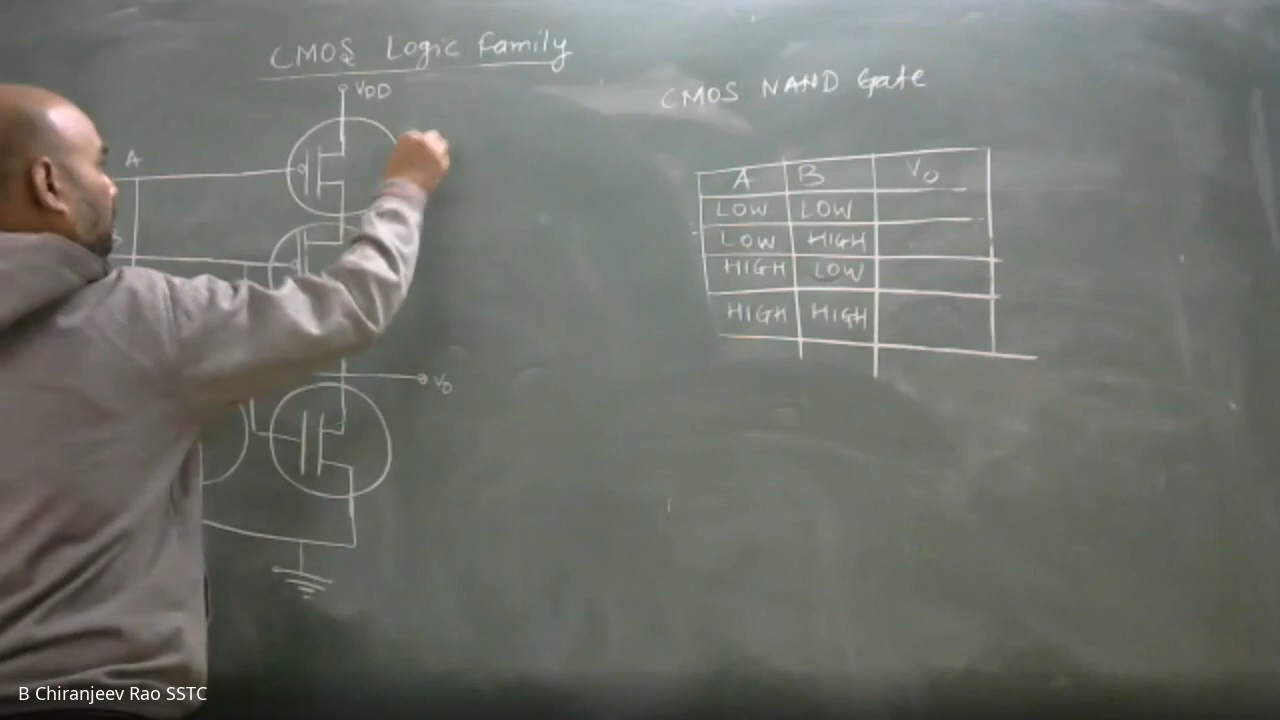 CMOS Logic Family
VDD
A
Vo
CMOS NAND Gate
A B Vo
LOW LOW
LOW HIGH
HIGH LOW
HIGH HIGH
B Chiranjeev Rao SSTC